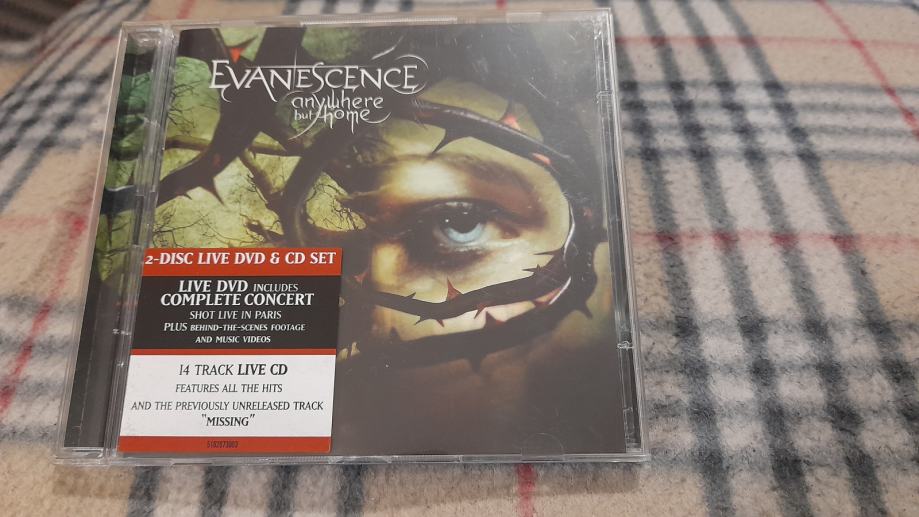 EVANESCENCE
anywhere
but home
2-DISC LIVE DVD & CD SET
LIVE DVD INCLUDES
COMPLETE CONCERT
SHOT LIVE IN PARIS
PLUS BEHIND-THE-SCENES FOOTAGE
AND MUSIC VIDEOS
14 TRACK LIVE CD
FEATURES ALL THE HITS
AND THE PREVIOUSLY UNRELEASED TRACK
"MISSING"